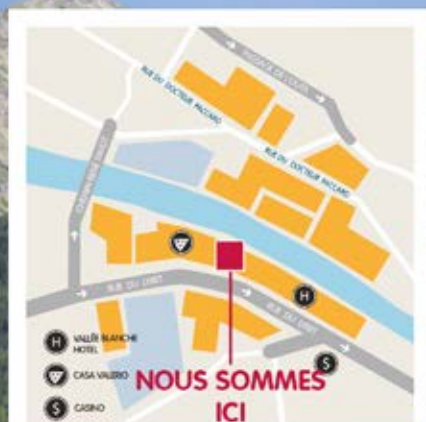 RUE DU DOCTEUR PACCARD
RUE DU DOCTEUR PACCARD
RUE DU LYRET
RUE DU LYRET
H
S
H VALLÉE BLANCHE
HOTEL
CASA VALERIO
S CASINO
NOUS SOMMES
ICI